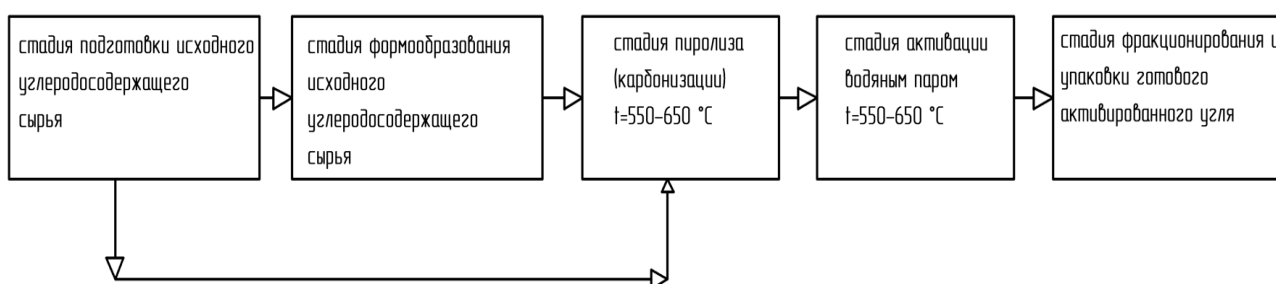 стадия подготовки исходного
углеродосодержащего
сырья
стадия формообразования
исходного
углеродосодержащего
сырья
стадия пиролиза
(карбонизации)
t=550-650 °C
стадия активации
водяным паром
t=550-650 °C
стадия фракционирования и
упаковки готового
активированного угля